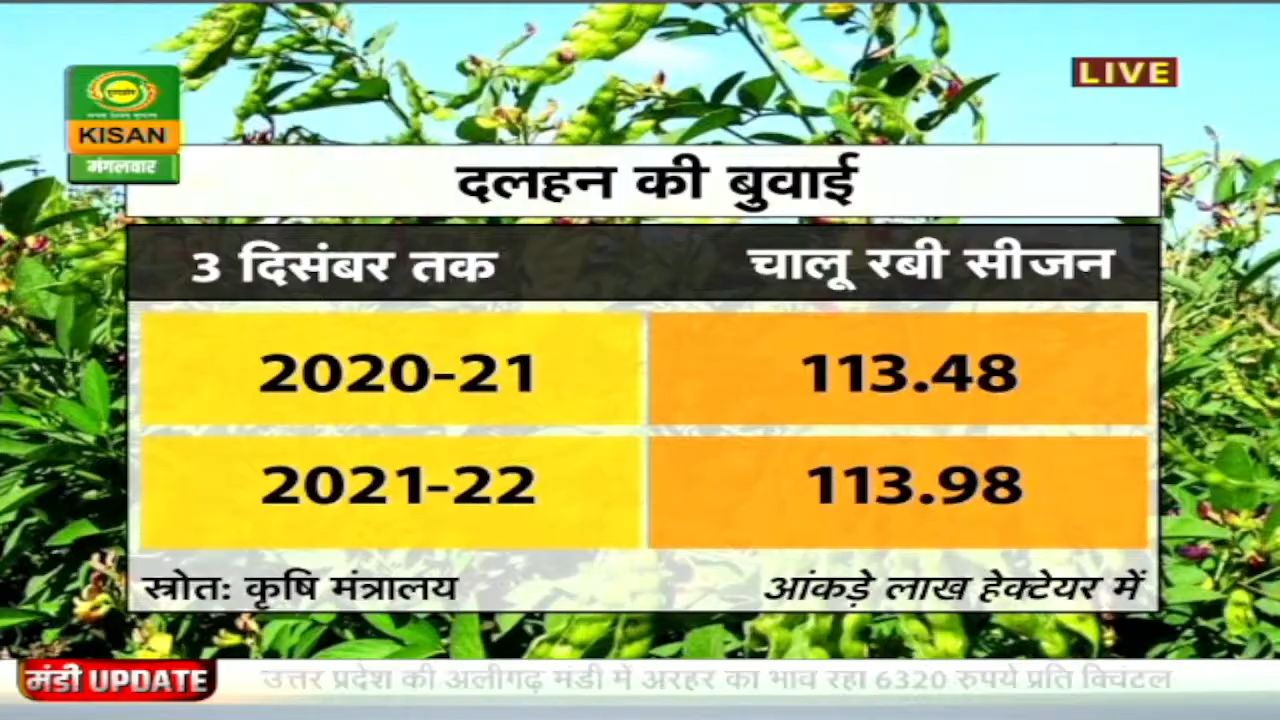 LIVE
KISAN
मंगलवार
दलहन की बुवाई
3 दिसंबर तक चालू रबी सीजन
2020-21 113.48
2021-22 113.98
स्रोत: कृषि मंत्रालय आंकड़े लाख हेक्टेयर में
मंडी UPDATE उत्तर प्रदेश की अलीगढ़ मंडी में अरहर का भाव रहा 6320 रुपये प्रति क्विंटल